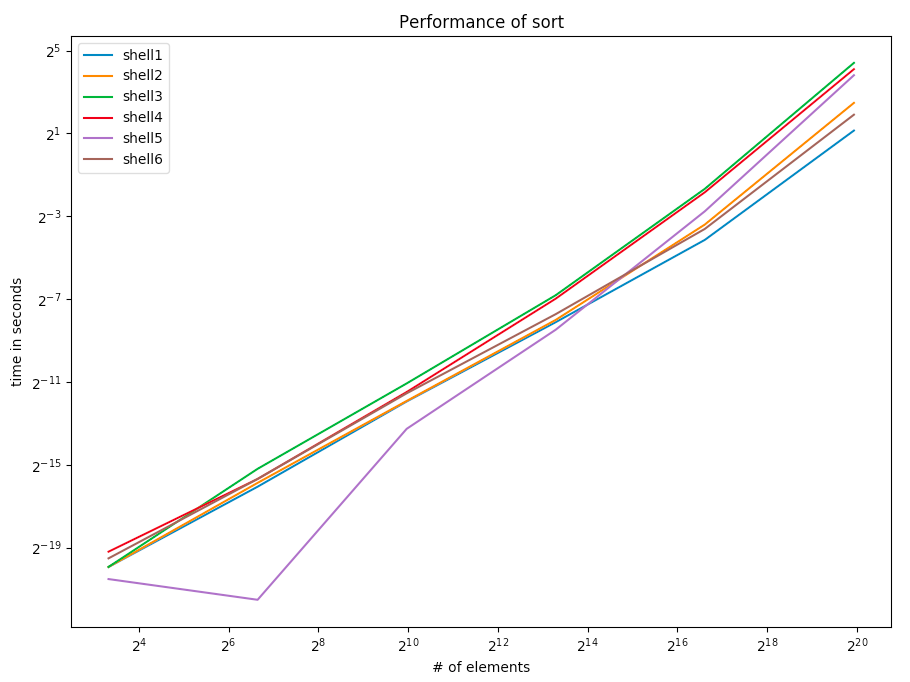 Performance of sort
shell1
shell2
shell3
shell4
shell5
shell6
time in seconds
2^5
2^1
2^-3
2^-7
2^-11
2^-15
2^-19
2^4 2^6 2^8 2^10 2^12 2^14 2^16 2^18 2^20
# of elements